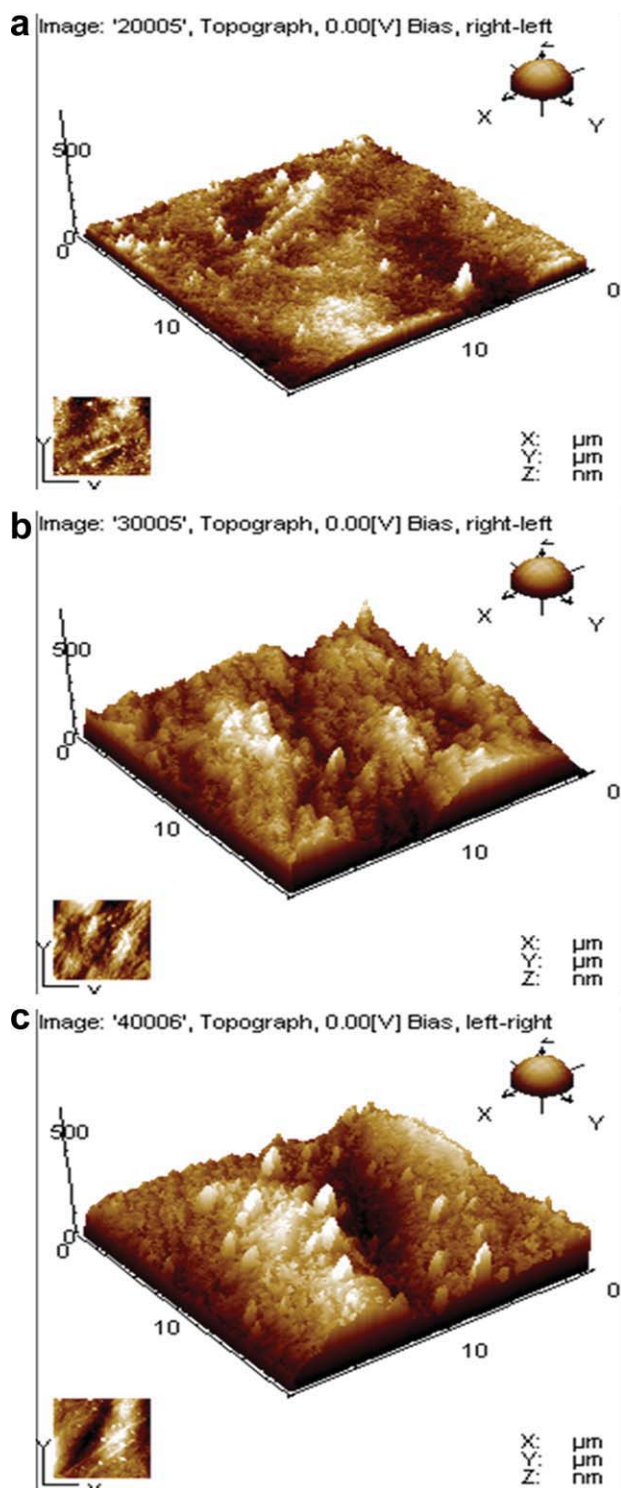 a
Image: '20005', Topograph, 0.00[V] Bias, right-left
Z
X
Y
500
0
0
10
10
0
Y
X: µm
Y: µm
Z: nm
b
Image: '30005', Topograph, 0.00[V] Bias, right-left
Z
X
Y
500
0
0
10
10
0
Y
X: µm
Y: µm
Z: nm
c
Image: '40006', Topograph, 0.00[V] Bias, left-right
Z
X
Y
500
0
0
10
10
0
Y
X: µm
Y: µm
Z: nm